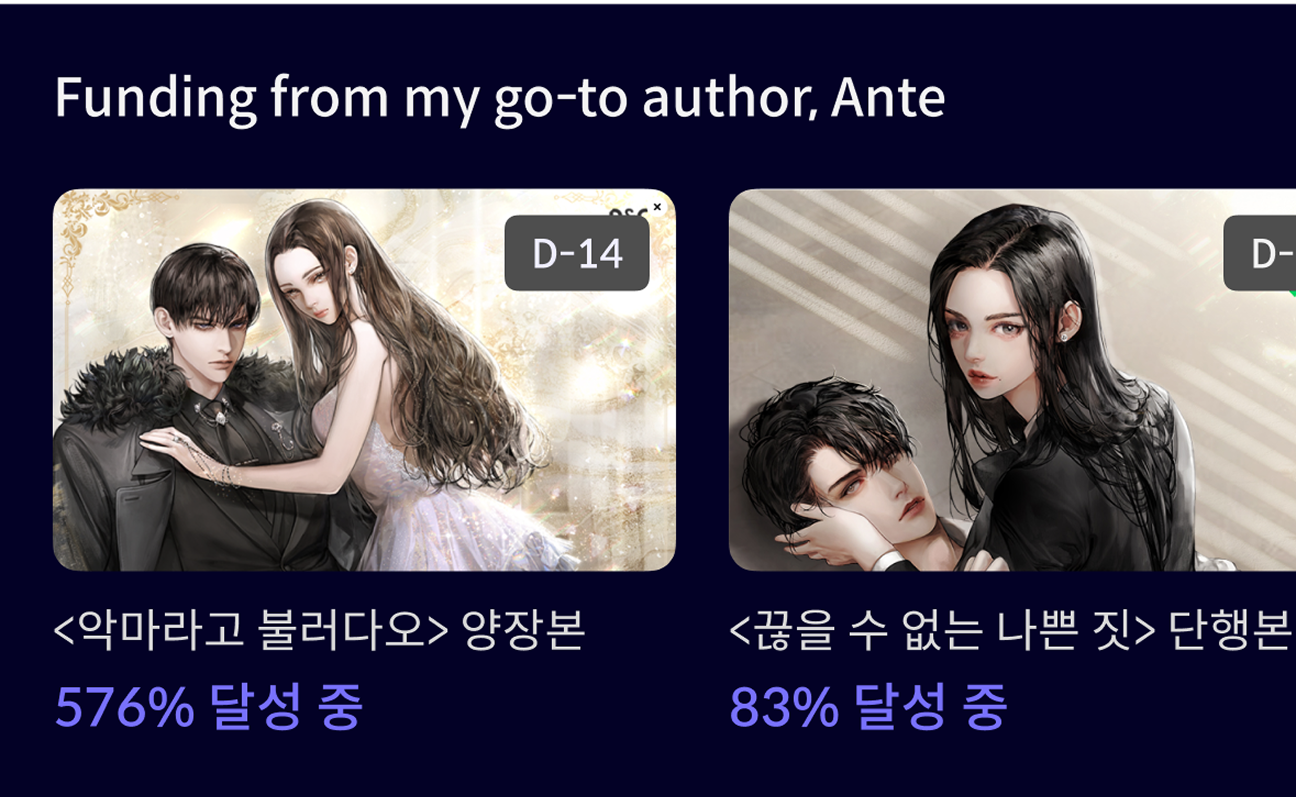 Funding from my go-to author, Ante
D-14
D-
<악마라고 불러다오> 양장본
<끊을 수 없는 나쁜 짓> 단행본
576% 달성 중
83% 달성 중